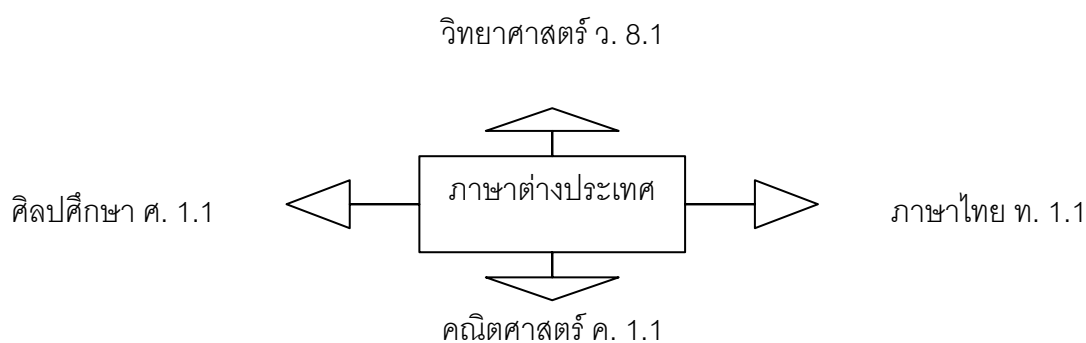 วิทยาศาสตร์ ว. 8.1
ภาษาต่างประเทศ
ศิลปศึกษา ศ. 1.1
ภาษาไทย ท. 1.1
คณิตศาสตร์ ค. 1.1